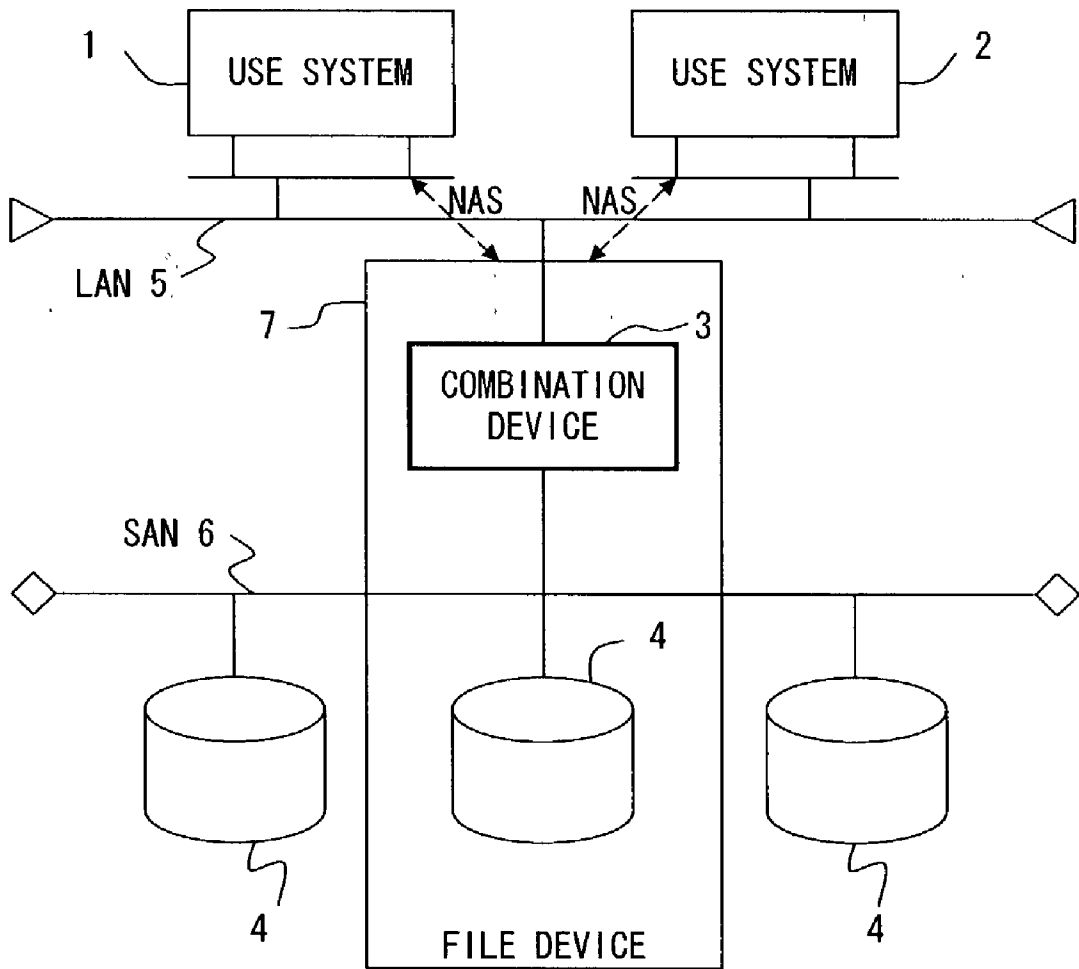 1
USE SYSTEM
USE SYSTEM
2
NAS
NAS
LAN 5
7
3
COMBINATION
DEVICE
SAN 6
4
4
4
FILE DEVICE